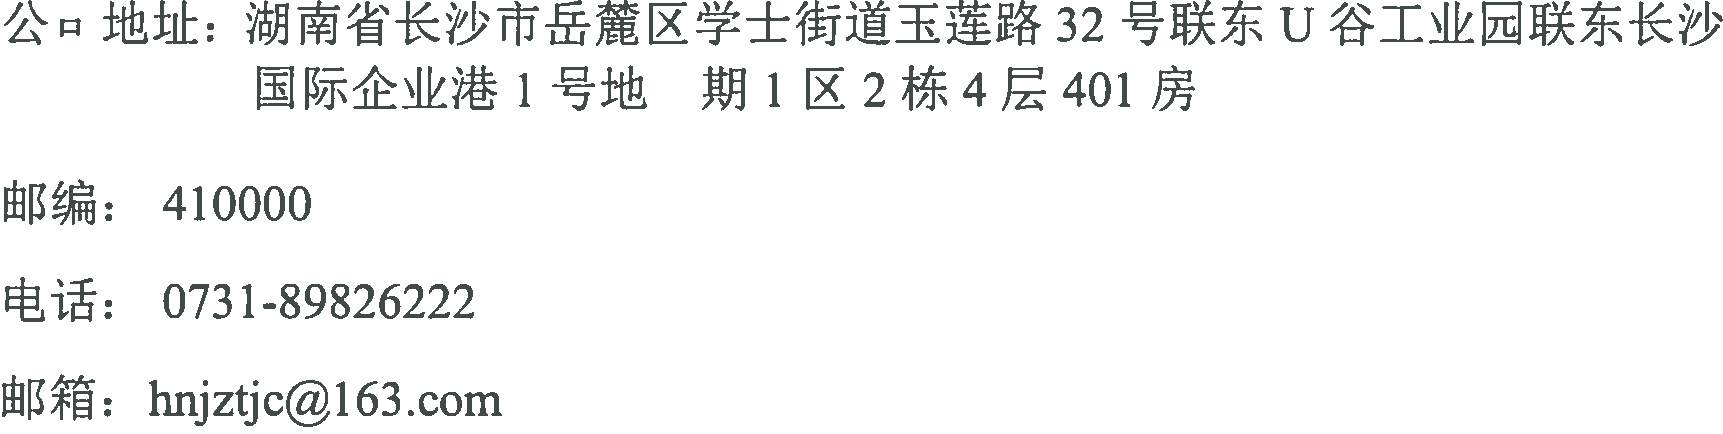 公口地址：湖南省长沙市岳麓区学士街道玉莲路 32 号联东 U 谷工业园联东长沙
国际企业港 1 号地 期 1 区 2 栋 4 层 401 房
邮编： 410000
电话： 0731-89826222
邮箱：hnjztjc@163.com